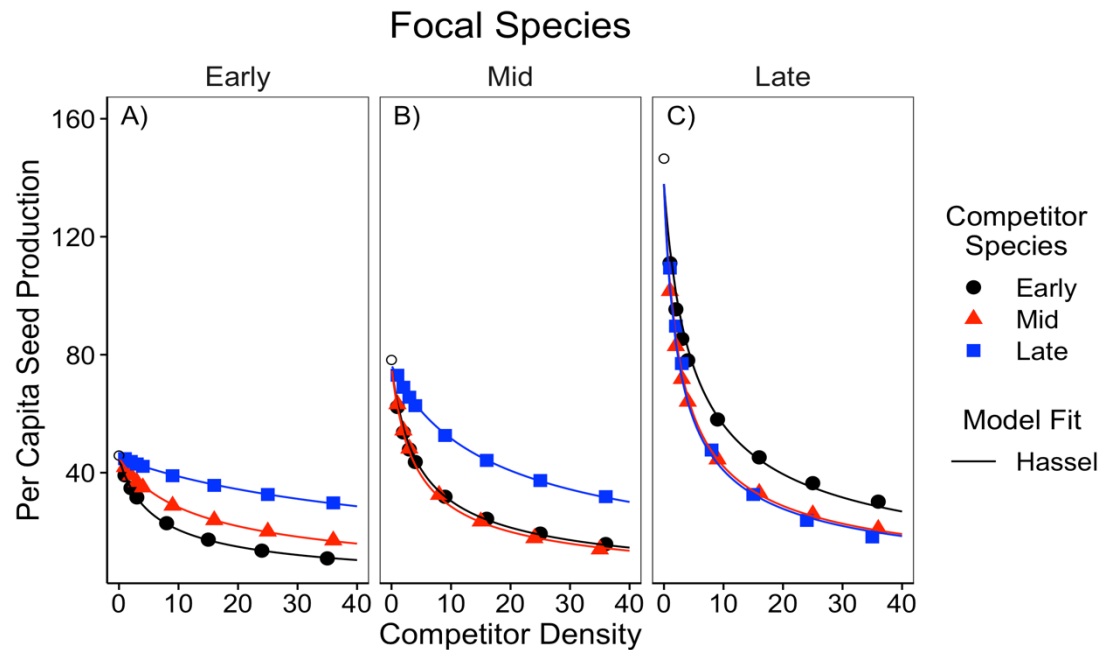 Focal Species
Early
Mid
Late
A)
B)
C)
160
120
80
40
Per Capita Seed Production
0
10
20
30
40
0
10
20
30
40
0
10
20
30
40
Competitor Density
Competitor
Species
Early
Mid
Late
Model Fit
Hassel